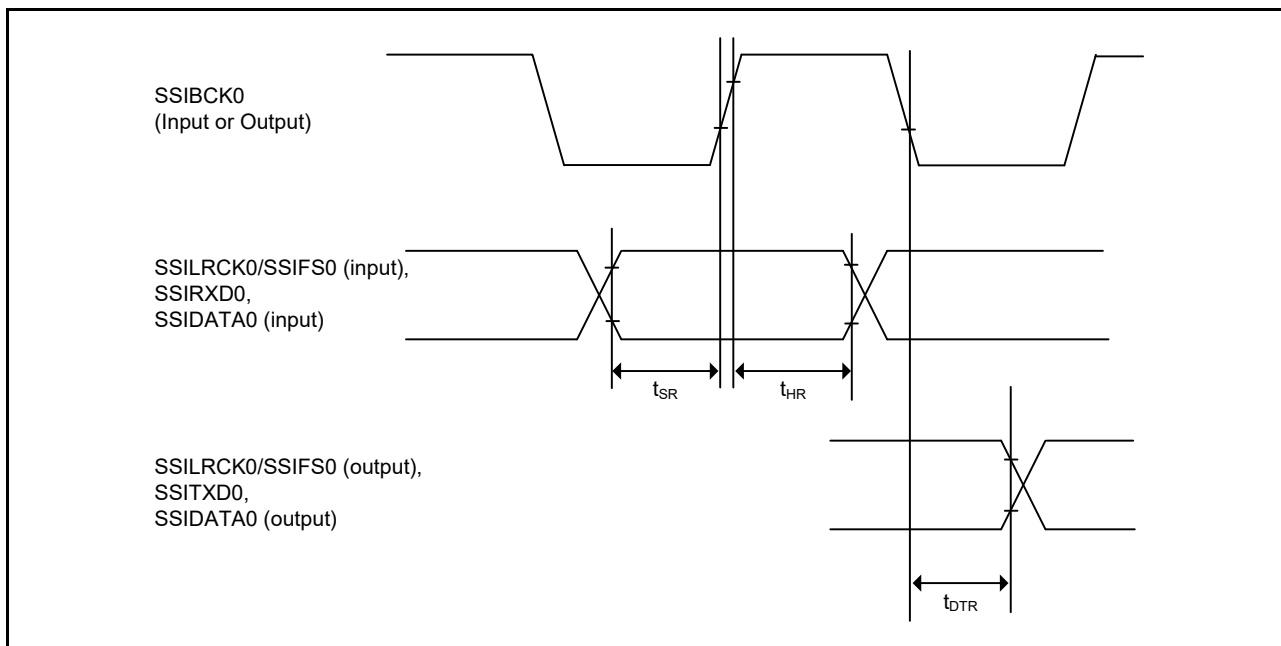 SSIBCK0
(Input or Output)
SSILRCK0/SSIFS0 (input),
SSIRXD0,
SSIDATA0 (input)
tSR
tHR
SSILRCK0/SSIFS0 (output),
SSITXD0,
SSIDATA0 (output)
tDTR